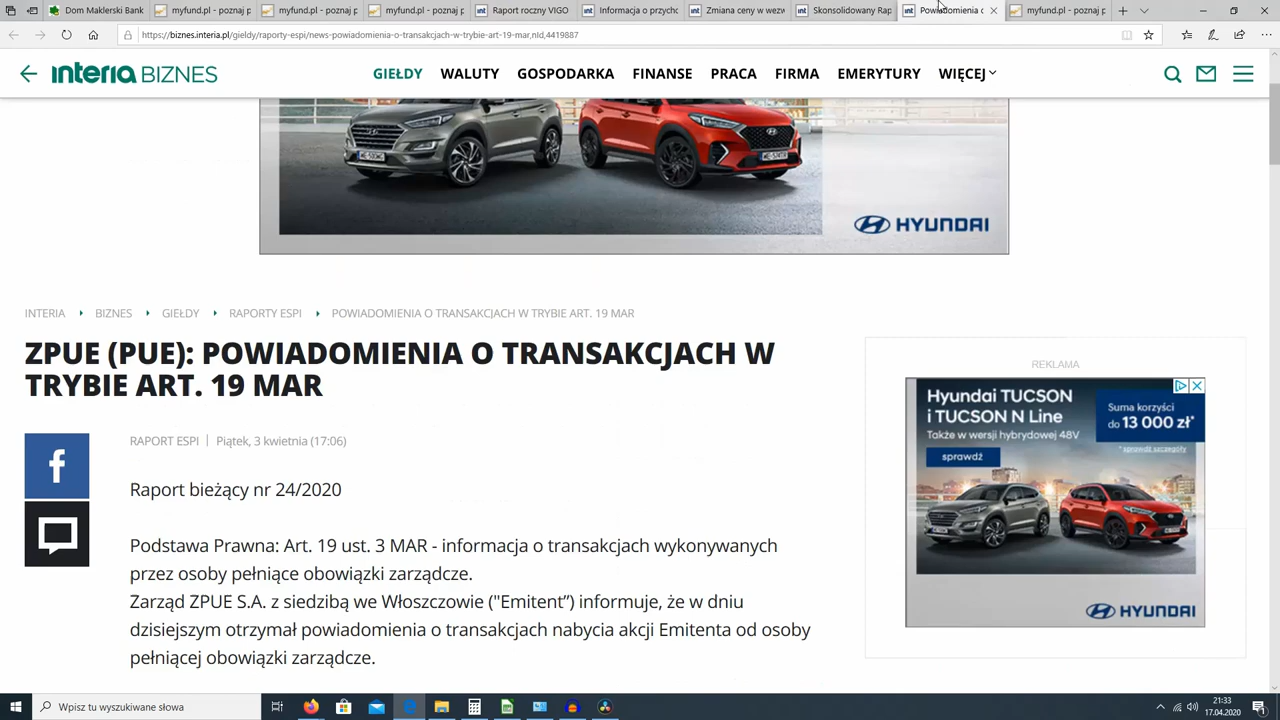 Dom Maklerski Bank
myfund.pl - poznaj p
myfund.pl - poznaj p
myfund.pl - poznaj p
Raport roczny VIGO
Informacja o przycho
Zmiana ceny w wezw
Skonsolidowany Rap
Powiadomienia o
myfund.pl - poznaj p
https://biznes.interia.pl/gieldy/raporty-espi/news-powiadomienia-o-transakcjach-w-trybie-art-19-mar,nId,4419887
interia BIZNES
GIEŁDY WALUTY GOSPODARKA FINANSE PRACA FIRMA EMERYTURY WIĘCEJ
HYUNDAI
INTERIA BIZNES GIEŁDY RAPORTY ESPI POWIADOMIENIA O TRANSAKCJACH W TRYBIE ART. 19 MAR
ZPUE (PUE): POWIADOMIENIA O TRANSAKCJACH W
TRYBIE ART. 19 MAR
RAPORT ESPI | Piątek, 3 kwietnia (17:06)
Raport bieżący nr 24/2020
Podstawa Prawna: Art. 19 ust. 3 MAR - informacja o transakcjach wykonywanych
przez osoby pełniące obowiązki zarządcze.
Zarząd ZPUE S.A. z siedzibą we Włoszczowie ("Emitent") informuje, że w dniu
dzisiejszym otrzymał powiadomienia o transakcjach nabycia akcji Emitenta od osoby
pełniącej obowiązki zarządcze.
REKLAMA
Hyundai TUCSON
i TUCSON N Line
Także w wersji hybrydowej 48V
sprawdź
Suma korzyści
do 13 000 zł*
* sprawdź szczegóły
HYUNDAI
Wpisz tu wyszukiwane słowa
21:33
17.04.2020